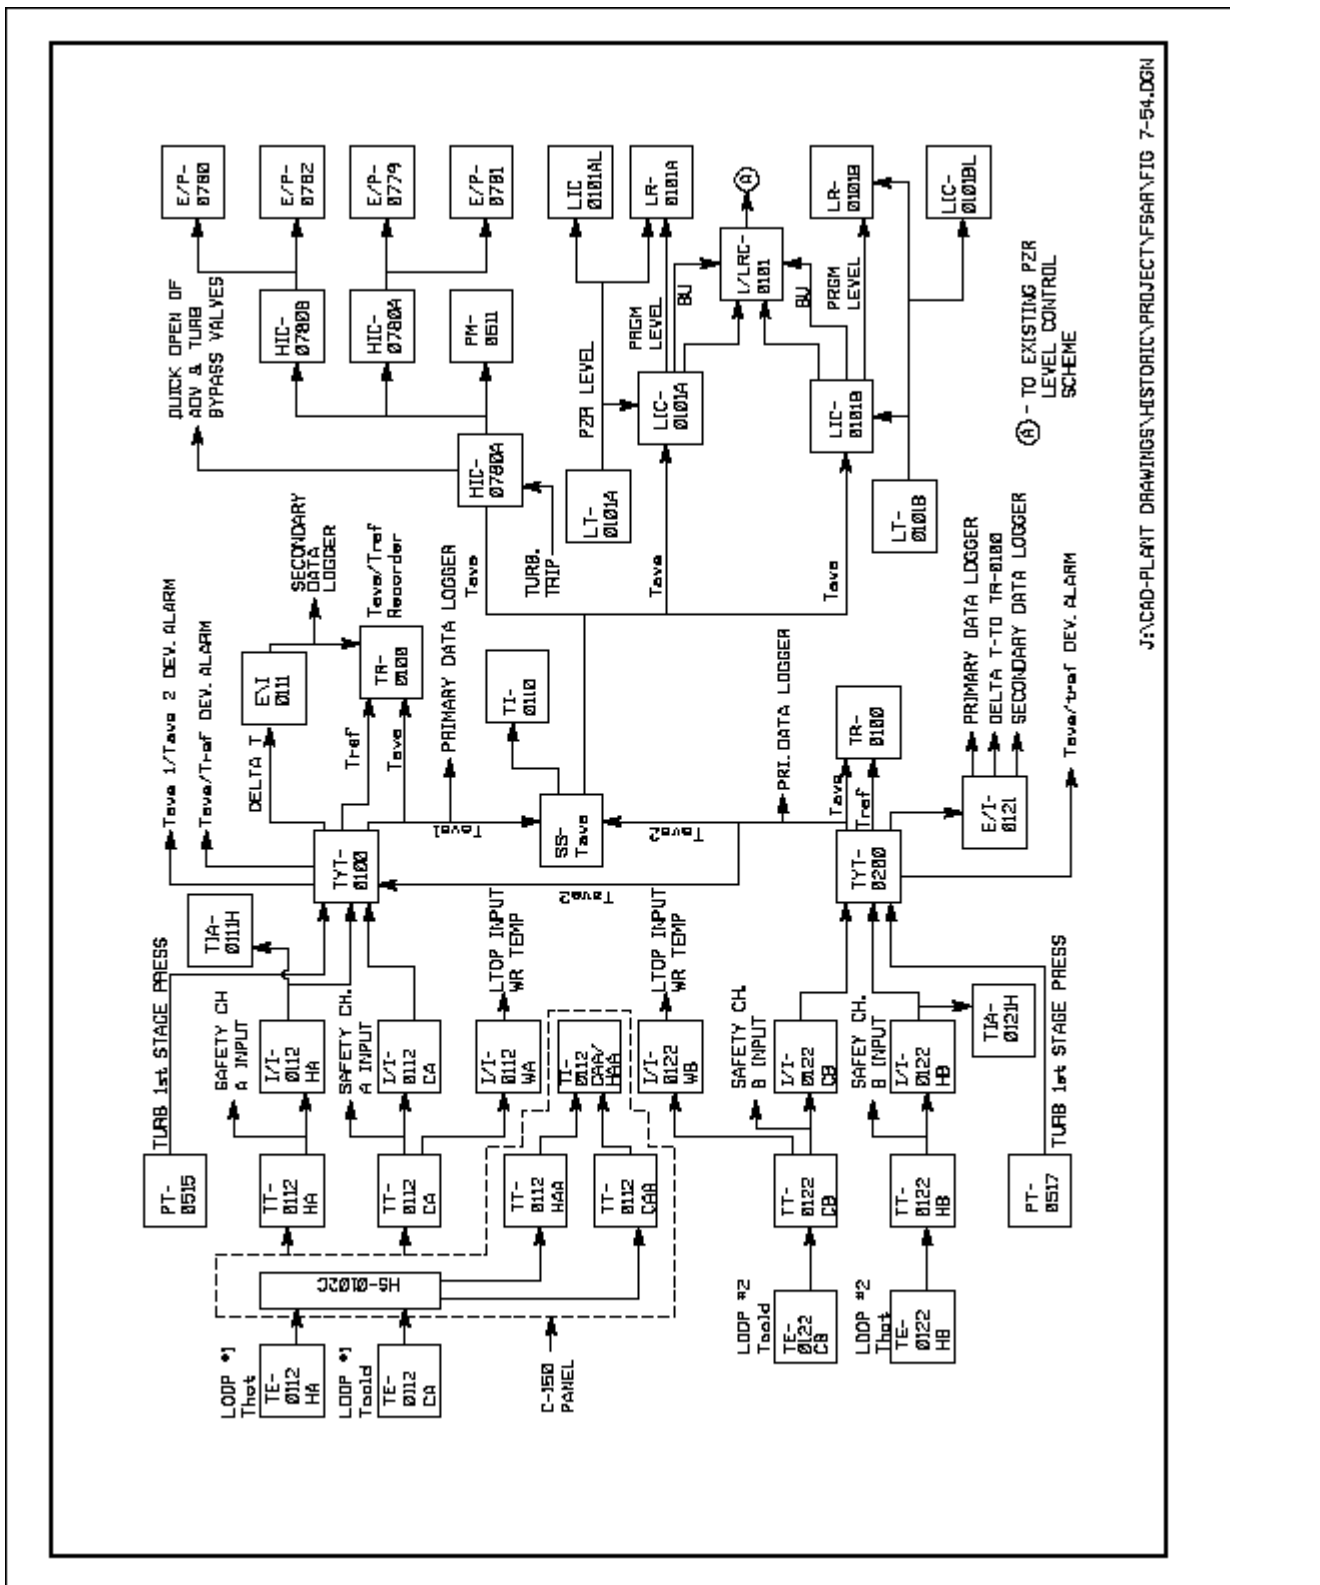 LOOP #1
Thot
TE-
0112
HA
LOOP #1
Tcold
TE-
0112
CA
C-150
PANEL
LOOP #2
Tcold
TE-
0122
CB
LOOP #2
Thot
TE-
0122
HB
HS-0102C
PT-
0515
TT-
0112
HA
TT-
0112
CA
TT-
0112
HAA
TT-
0112
CAA
TT-
0122
CB
TT-
0122
HB
PT-
0517
TURB 1st STAGE PRESS
SAFETY CH
A INPUT
I/I-
0112
HA
SAFETY CH.
A INPUT
I/I-
0112
CA
I/I-
0112
WA
TI-
0112
CAA/
HAA
I/I-
0122
WB
SAFETY CH.
B INPUT
I/I-
0122
CB
SAFEY CH.
B INPUT
I/I-
0122
HB
TIA-
0121H
TURB 1st STAGE PRESS
TIA-
0111H
LTOP INPUT
WR TEMP
LTOP INPUT
WR TEMP
TYT-
0100
Tave2
TYT-
0200
Tave 1/Tave 2 DEV. ALARM
Tave/Tref DEV. ALARM
DELTA T
E\I
0111
SECONDARY
DATA
LOGGER
Tref
Tave
TR-
0100
Tave/Tref
Recorder
PRIMARY DATA LOGGER
Tave1
SS-
Tave
Tave2
TI-
0110
PRI. DATA LOGGER
Tave
Tref
TR-
0100
E/I-
0121
PRIMARY DATA LOGGER
DELTA T-TO TR-0100
SECONDARY DATA LOGGER
Tave/tref DEV. ALARM
Tave
TURB.
TRIP
HIC-
0780A
QUICK OPEN OF
ADV & TURB
BYPASS VALVES
HIC-
0780B
HIC-
0780A
PM-
0511
E/P-
0780
E/P-
0782
E/P-
0779
E/P-
0781
LT-
0101A
PZR LEVEL
Tave
LIC-
0101A
PRGM
LEVEL
BU
LIC
0101AL
LR-
0101A
I/LRC-
0101
A
BU
Tave
LIC-
0101B
PRGM
LEVEL
LR-
0101B
LIC-
0101BL
LT-
0101B
A - TO EXISTING PZR
LEVEL CONTROL
SCHEME
J:\CAD-PLANT DRAWINGS\HISTORIC\PROJECT\FSAR\FIG 7-54.DGN